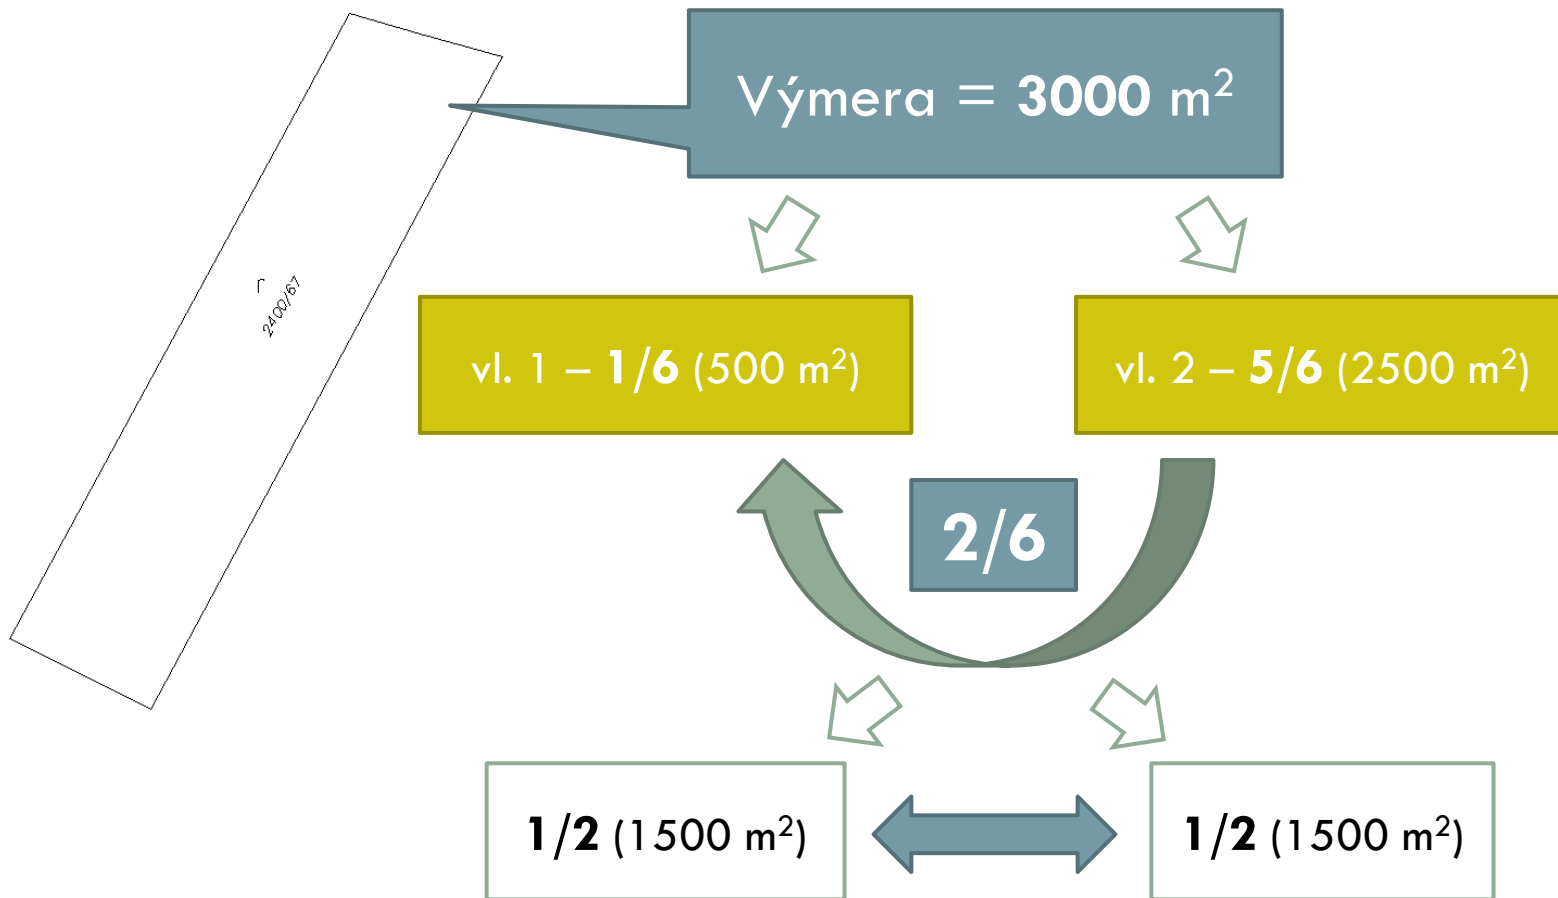 Výmera = 3000 m²
2400/67
vl. 1 – 1/6 (500 m²)
vl. 2 – 5/6 (2500 m²)
2/6
1/2 (1500 m²)
1/2 (1500 m²)